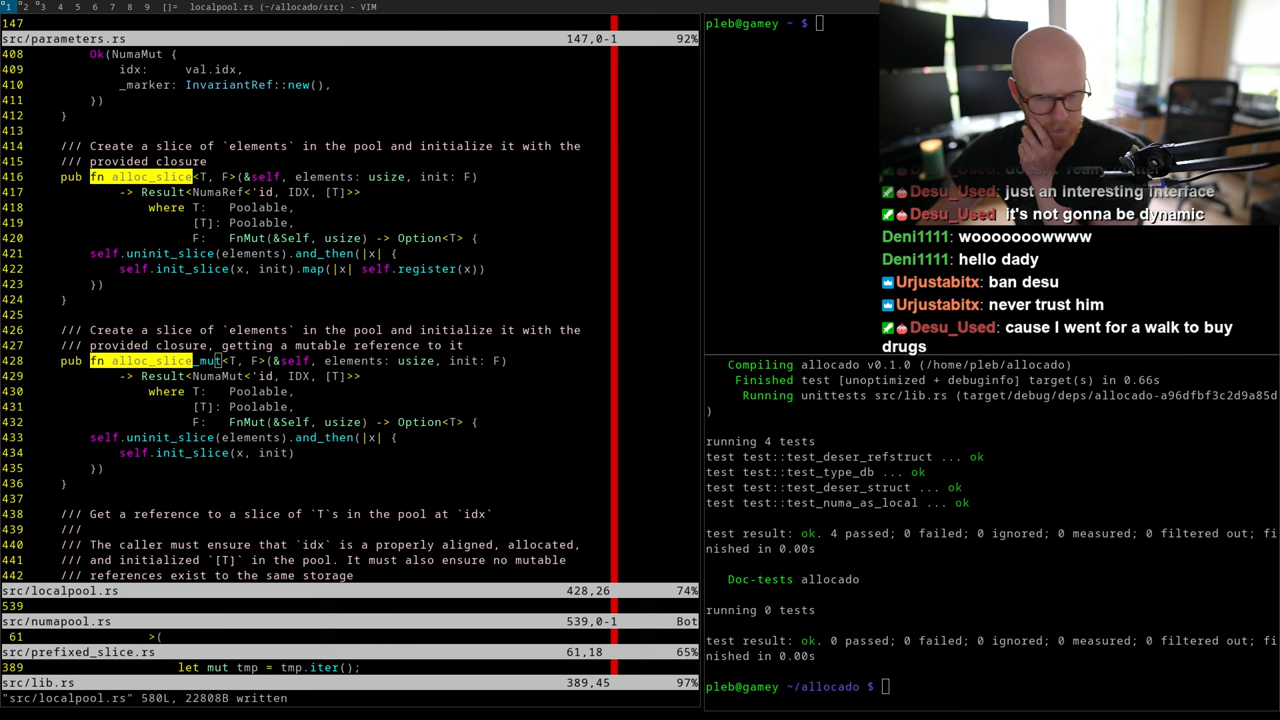 1 2 3 4 5 6 7 8 9 []= localpool.rs (~/allocado/src) - VIM
147
src/parameters.rs 147,0-1 92%
408 Ok(NumaMut {
409 idx: val.idx,
410 _marker: InvariantRef::new(),
411 })
412 }
413
414 /// Create a slice of `elements` in the pool and initialize it with the
415 /// provided closure
416 pub fn alloc_slice<T, F>(&self, elements: usize, init: F)
417 -> Result<NumaRef<'id, IDX, [T]>>
418 where T: Poolable,
419 [T]: Poolable,
420 F: FnMut(&Self, usize) -> Option<T> {
421 self.uninit_slice(elements).and_then(|x| {
422 self.init_slice(x, init).map(|x| self.register(x))
423 })
424 }
425
426 /// Create a slice of `elements` in the pool and initialize it with the
427 /// provided closure, getting a mutable reference to it
428 pub fn alloc_slice_mut<T, F>(&self, elements: usize, init: F)
429 -> Result<NumaMut<'id, IDX, [T]>>
430 where T: Poolable,
431 [T]: Poolable,
432 F: FnMut(&Self, usize) -> Option<T> {
433 self.uninit_slice(elements).and_then(|x| {
434 self.init_slice(x, init)
435 })
436 }
437
438 /// Get a reference to a slice of `T`s in the pool at `idx`
439 ///
440 /// The caller must ensure that `idx` is a properly aligned, allocated,
441 /// and initialized `[T]` in the pool. It must also ensure no mutable
442 /// references exist to the same storage
src/localpool.rs 428,26 74%
539
src/numapool.rs 539,0-1 Bot
61 >(
src/prefixed_slice.rs 61,18 65%
389 let mut tmp = tmp.iter();
src/lib.rs 389,45 97%
"src/localpool.rs" 580L, 22808B written
pleb@gamey ~ $
Desu_Used: just an interesting interface
Desu_Used it's not gonna be dynamic
Deni1111: wooooooowwww
Deni1111: hello dady
Urjustabitx: ban desu
Urjustabitx: never trust him
Desu_Used: cause I went for a walk to buy
drugs
Compiling allocado v0.1.0 (/home/pleb/allocado)
Finished test [unoptimized + debuginfo] target(s) in 0.66s
Running unittests src/lib.rs (target/debug/deps/allocado-a96dfbf3c2d9a85d
)
running 4 tests
test test::test_deser_refstruct ... ok
test test::test_type_db ... ok
test test::test_deser_struct ... ok
test test::test_numa_as_local ... ok
test result: ok. 4 passed; 0 failed; 0 ignored; 0 measured; 0 filtered out; fi
nished in 0.00s
Doc-tests allocado
running 0 tests
test result: ok. 0 passed; 0 failed; 0 ignored; 0 measured; 0 filtered out; fi
nished in 0.00s
pleb@gamey ~/allocado $